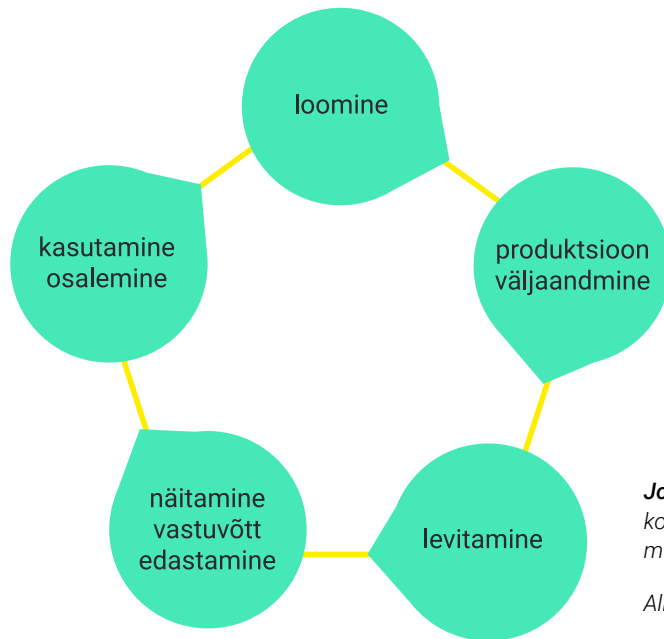 loomine
produktsioon
väljaandmine
levitamine
näitamine
vastuvõtt
edastamine
kasutamine
osalemine